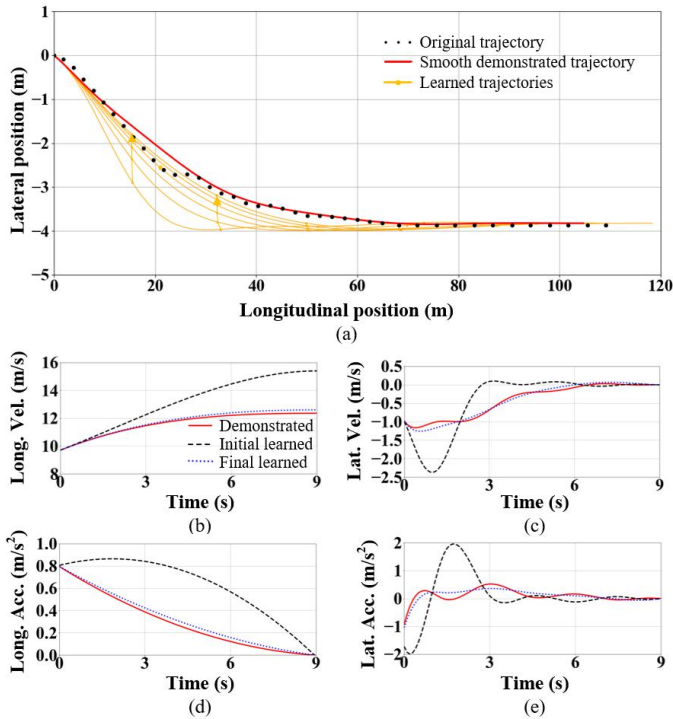 1
0
−1
−2
−3
−4
−5
Lateral position (m)
Original trajectory
Smooth demonstrated trajectory
Learned trajectories
0 20 40 60 80 100 120
Longitudinal position (m)
(a)
16
14
12
10
8
Long. Vel. (m/s)
Demonstrated
Initial learned
Final learned
0 3 6 9
Time (s)
(b)
0.5
0.0
−0.5
−1.0
−1.5
−2.0
−2.5
Lat. Vel. (m/s)
0 3 6 9
Time (s)
(c)
1.0
0.8
0.6
0.4
0.2
0.0
Long. Acc. (m/s²)
0 3 6 9
Time (s)
(d)
2
1
0
−1
−2
Lat. Acc. (m/s²)
0 3 6 9
Time (s)
(e)